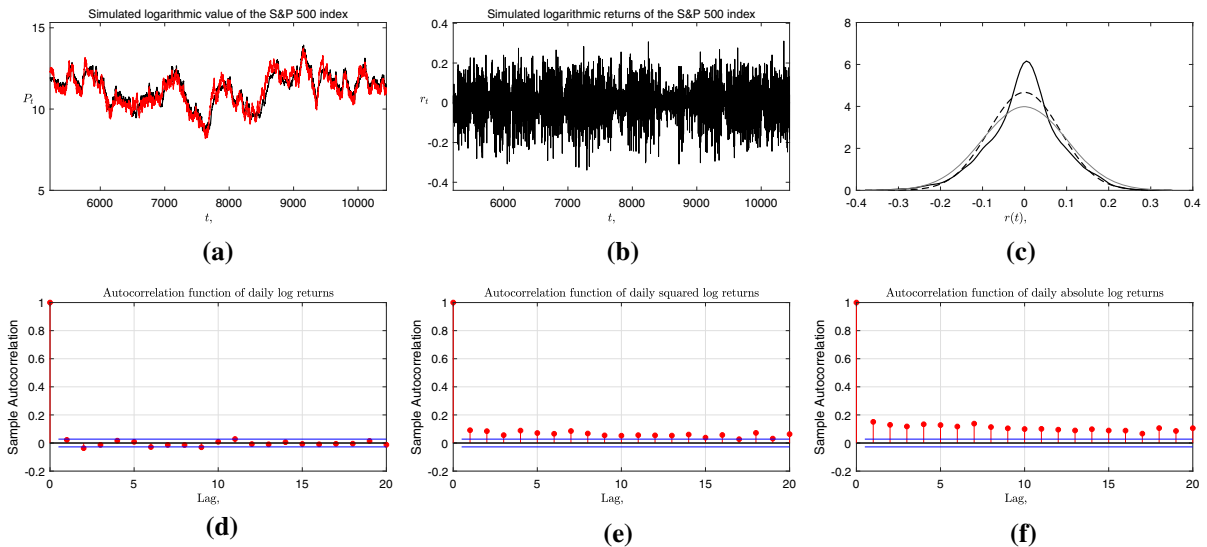 Simulated logarithmic value of the S&P 500 index
15
10
5
P_t
6000 7000 8000 9000 10000
t,
(a)
Simulated logarithmic returns of the S&P 500 index
0.4
0.2
0
-0.2
-0.4
r_t
6000 7000 8000 9000 10000
t,
(b)
8
6
4
2
0
-0.4 -0.3 -0.2 -0.1 0 0.1 0.2 0.3 0.4
r(t),
(c)
Autocorrelation function of daily log returns
1
0.8
0.6
0.4
0.2
0
-0.2
Sample Autocorrelation
0 5 10 15 20
Lag,
(d)
Autocorrelation function of daily squared log returns
1
0.8
0.6
0.4
0.2
0
-0.2
Sample Autocorrelation
0 5 10 15 20
Lag,
(e)
Autocorrelation function of daily absolute log returns
1
0.8
0.6
0.4
0.2
0
-0.2
Sample Autocorrelation
0 5 10 15 20
Lag,
(f)